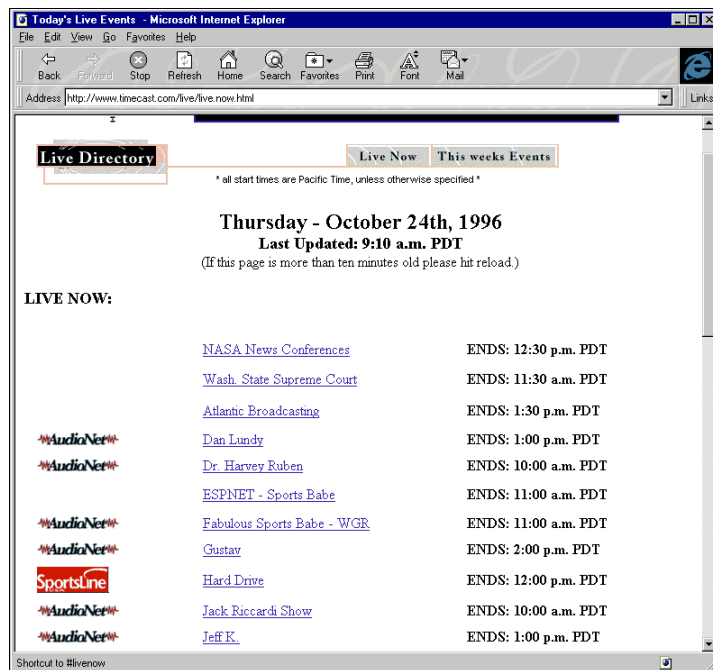 Today's Live Events - Microsoft Internet Explorer
File Edit View Go Favorites Help
Back Forward Stop Refresh Home Search Favorites Print Font Mail
Address http://www.timecast.com/live/live.now.html Links
Live Directory Live Now This weeks Events
* all start times are Pacific Time, unless otherwise specified *
Thursday - October 24th, 1996
Last Updated: 9:10 a.m. PDT
(If this page is more than ten minutes old please hit reload.)
LIVE NOW:
NASA News Conferences ENDS: 12:30 p.m. PDT
Wash. State Supreme Court ENDS: 11:30 a.m. PDT
Atlantic Broadcasting ENDS: 1:30 p.m. PDT
AudioNet Dan Lundy ENDS: 1:00 p.m. PDT
AudioNet Dr. Harvey Ruben ENDS: 10:00 a.m. PDT
ESPNET - Sports Babe ENDS: 11:00 a.m. PDT
AudioNet Fabulous Sports Babe - WGR ENDS: 11:00 a.m. PDT
AudioNet Gustav ENDS: 2:00 p.m. PDT
SportsLine Hard Drive ENDS: 12:00 p.m. PDT
AudioNet Jack Riccardi Show ENDS: 10:00 a.m. PDT
AudioNet Jeff K. ENDS: 1:00 p.m. PDT
Shortcut to #livenow